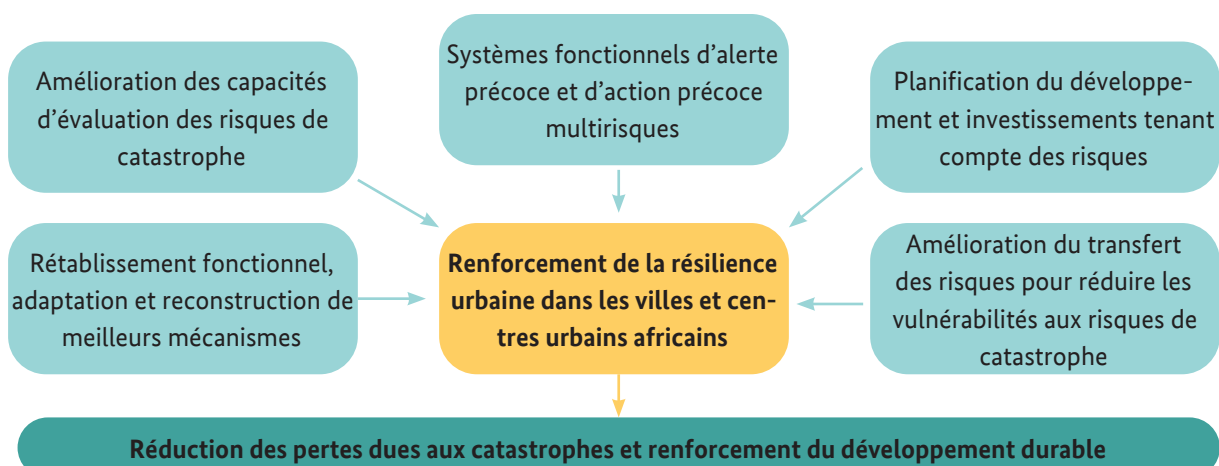 Amélioration des capacités
d'évaluation des risques de
catastrophe
Systèmes fonctionnels d'alerte
précoce et d'action précoce
multirisques
Planification du développe-
ment et investissements tenant
compte des risques
Rétablissement fonctionnel,
adaptation et reconstruction de
meilleurs mécanismes
Renforcement de la résilience
urbaine dans les villes et cen-
tres urbains africains
Amélioration du transfert
des risques pour réduire les
vulnérabilités aux risques de
catastrophe
Réduction des pertes dues aux catastrophes et renforcement du développement durable